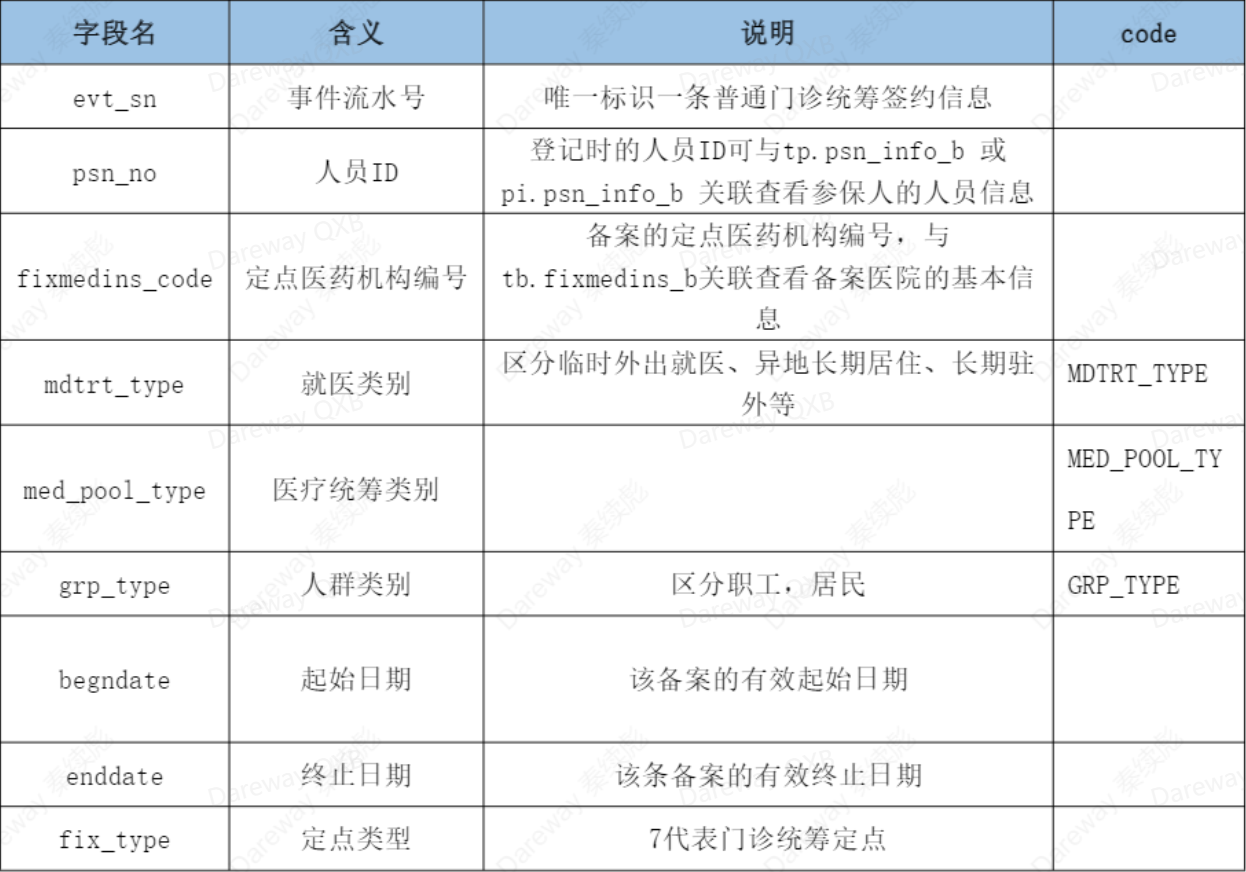 字段名 含义 说明 code
evt_sn 事件流水号 唯一标识一条普通门诊统筹签约信息
psn_no 人员ID 登记时的人员ID可与tp.psn_info_b 或
pi.psn_info_b 关联查看参保人的人员信息
fixmedins_code 定点医药机构编号 备案的定点医药机构编号，与
tb.fixmedins_b关联查看备案医院的基本信
息
mdtrt_type 就医类别 区分临时外出就医、异地长期居住、长期驻
外等 MDTRT_TYPE
med_pool_type 医疗统筹类别 MED_POOL_TY
PE
grp_type 人群类别 区分职工，居民 GRP_TYPE
begndate 起始日期 该备案的有效起始日期
enddate 终止日期 该条备案的有效终止日期
fix_type 定点类型 7代表门诊统筹定点
Dareway QXB
Dareway 秦续彪